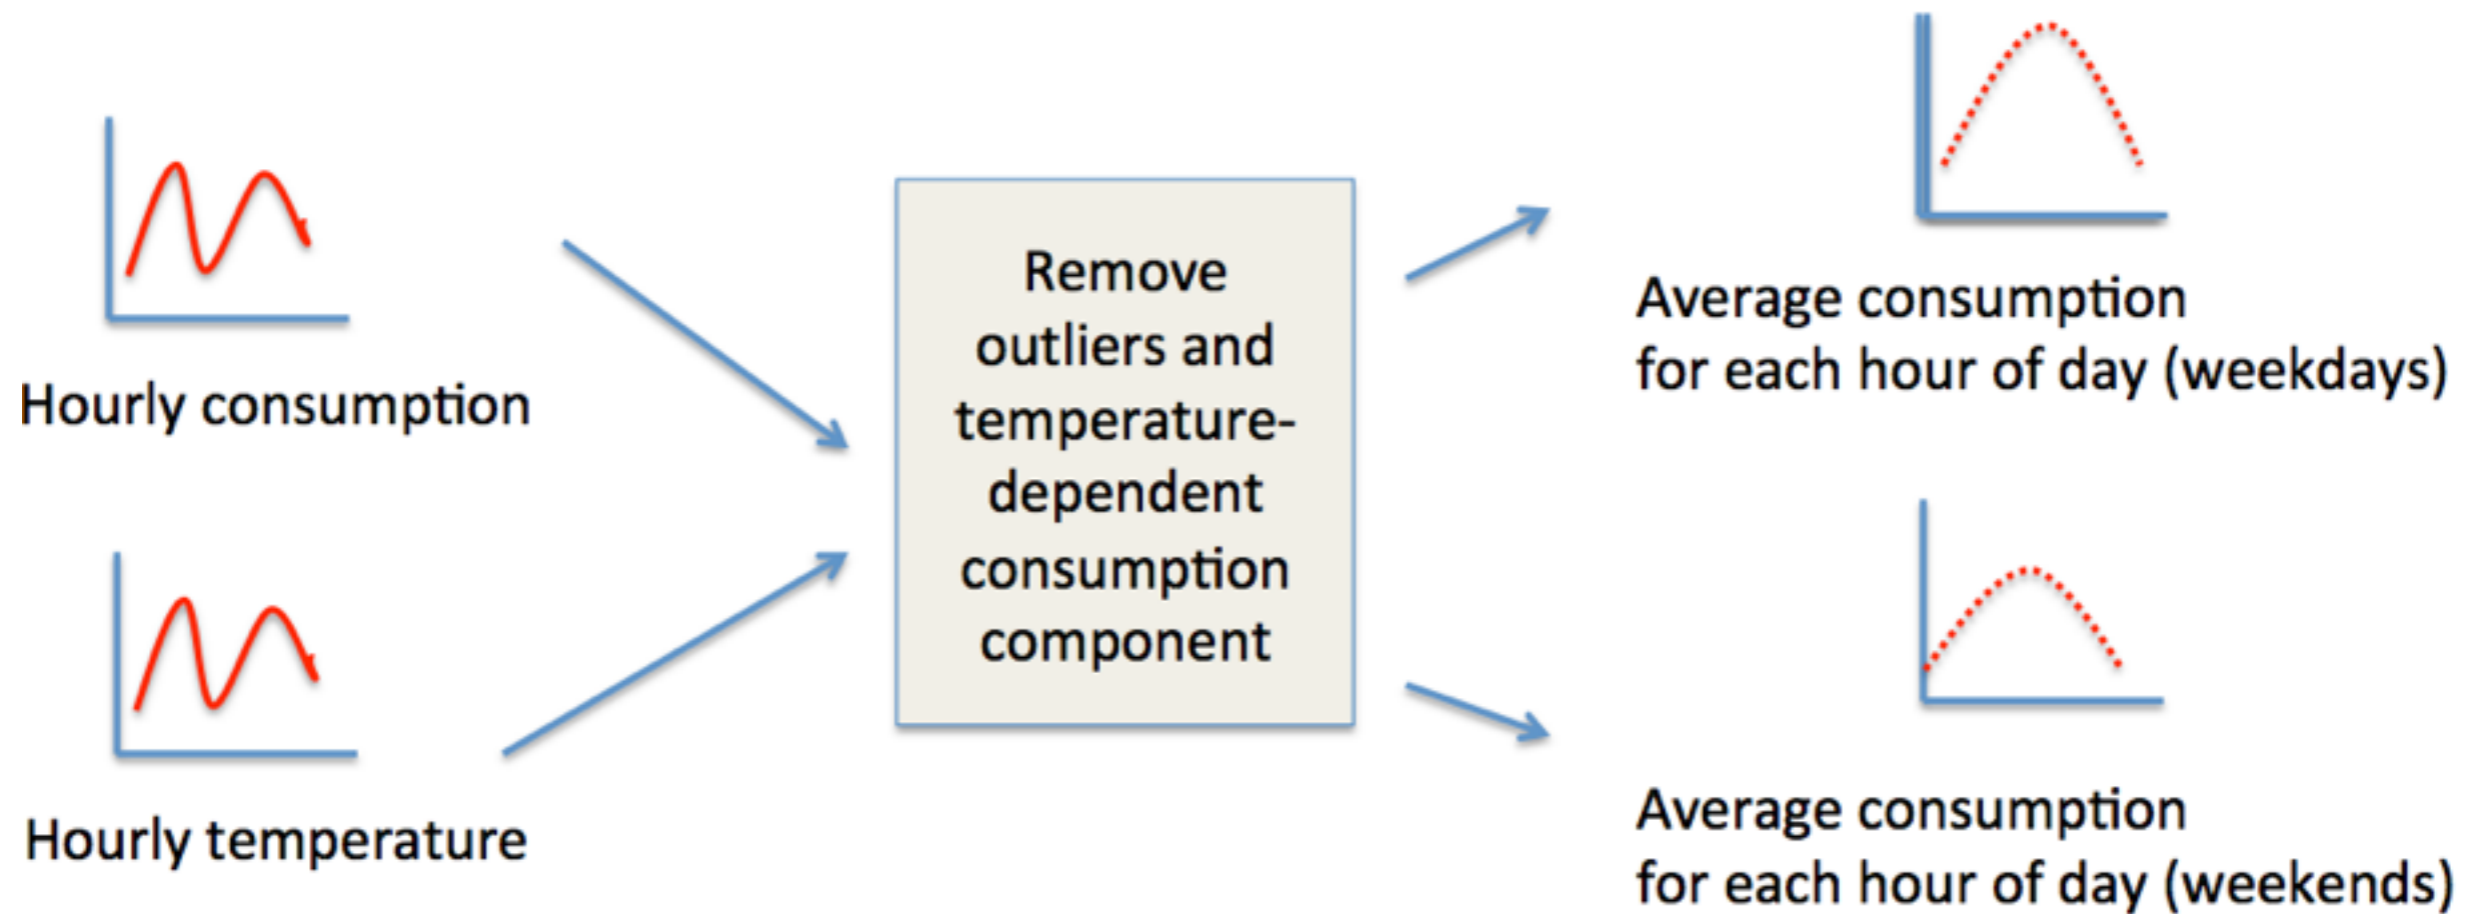 Hourly consumption
Hourly temperature
Remove
outliers and
temperature-
dependent
consumption
component
Average consumption
for each hour of day (weekdays)
Average consumption
for each hour of day (weekends)